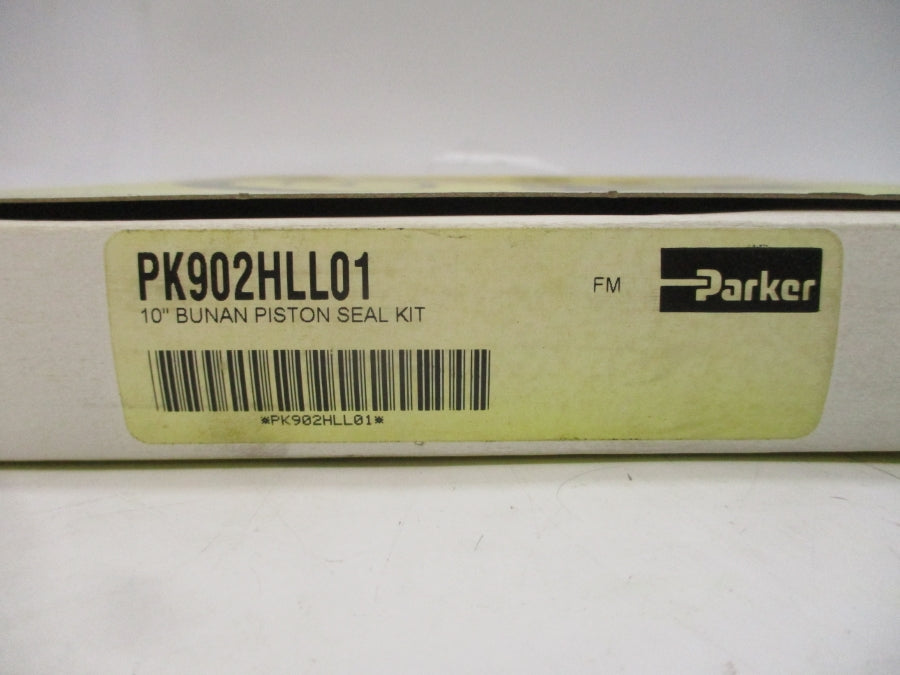 PK902HLL01
10" BUNAN PISTON SEAL KIT
FM
Parker
*PK902HLL01*